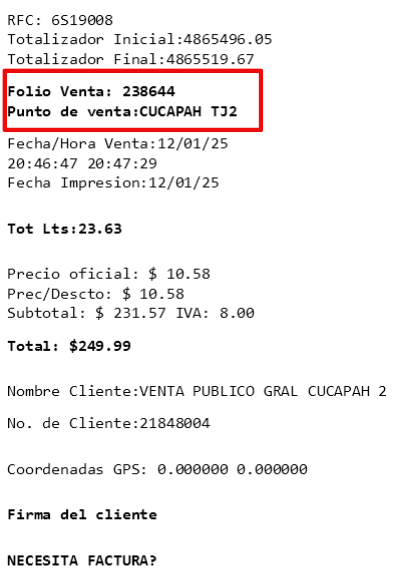 RFC: 6S19008
Totalizador Inicial:4865496.05
Totalizador Final:4865519.67
Folio Venta: 238644
Punto de venta:CUCAPAH TJ2
Fecha/Hora Venta:12/01/25
20:46:47 20:47:29
Fecha Impresion:12/01/25
Tot Lts:23.63
Precio oficial: $ 10.58
Prec/Descto: $ 10.58
Subtotal: $ 231.57 IVA: 8.00
Total: $249.99
Nombre Cliente:VENTA PUBLICO GRAL CUCAPAH 2
No. de Cliente:21848004
Coordenadas GPS: 0.000000 0.000000
Firma del cliente
NECESITA FACTURA?